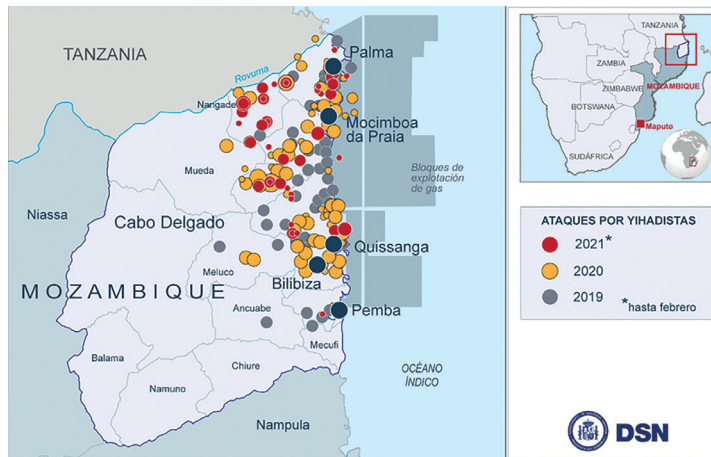 TANZANIA
Rovuma
Palma
Nangade
Mocimboa
da Praia
Mueda
Bloques de
explotación
de gas
Niassa
Cabo Delgado
Quissanga
Meluco
Bilibiza
MOZAMBIQUE
Ancuabe
Pemba
Mecufi
Balama
Chiure
Namuno
OCÉANO
ÍNDICO
Nampula
TANZANIA
ZAMBIA
MOZAMBIQUE
ZIMBABWE
BOTSWANA
Maputo
SUDÁFRICA
ATAQUES POR YIHADISTAS
2021*
2020
2019
*hasta febrero
DSN